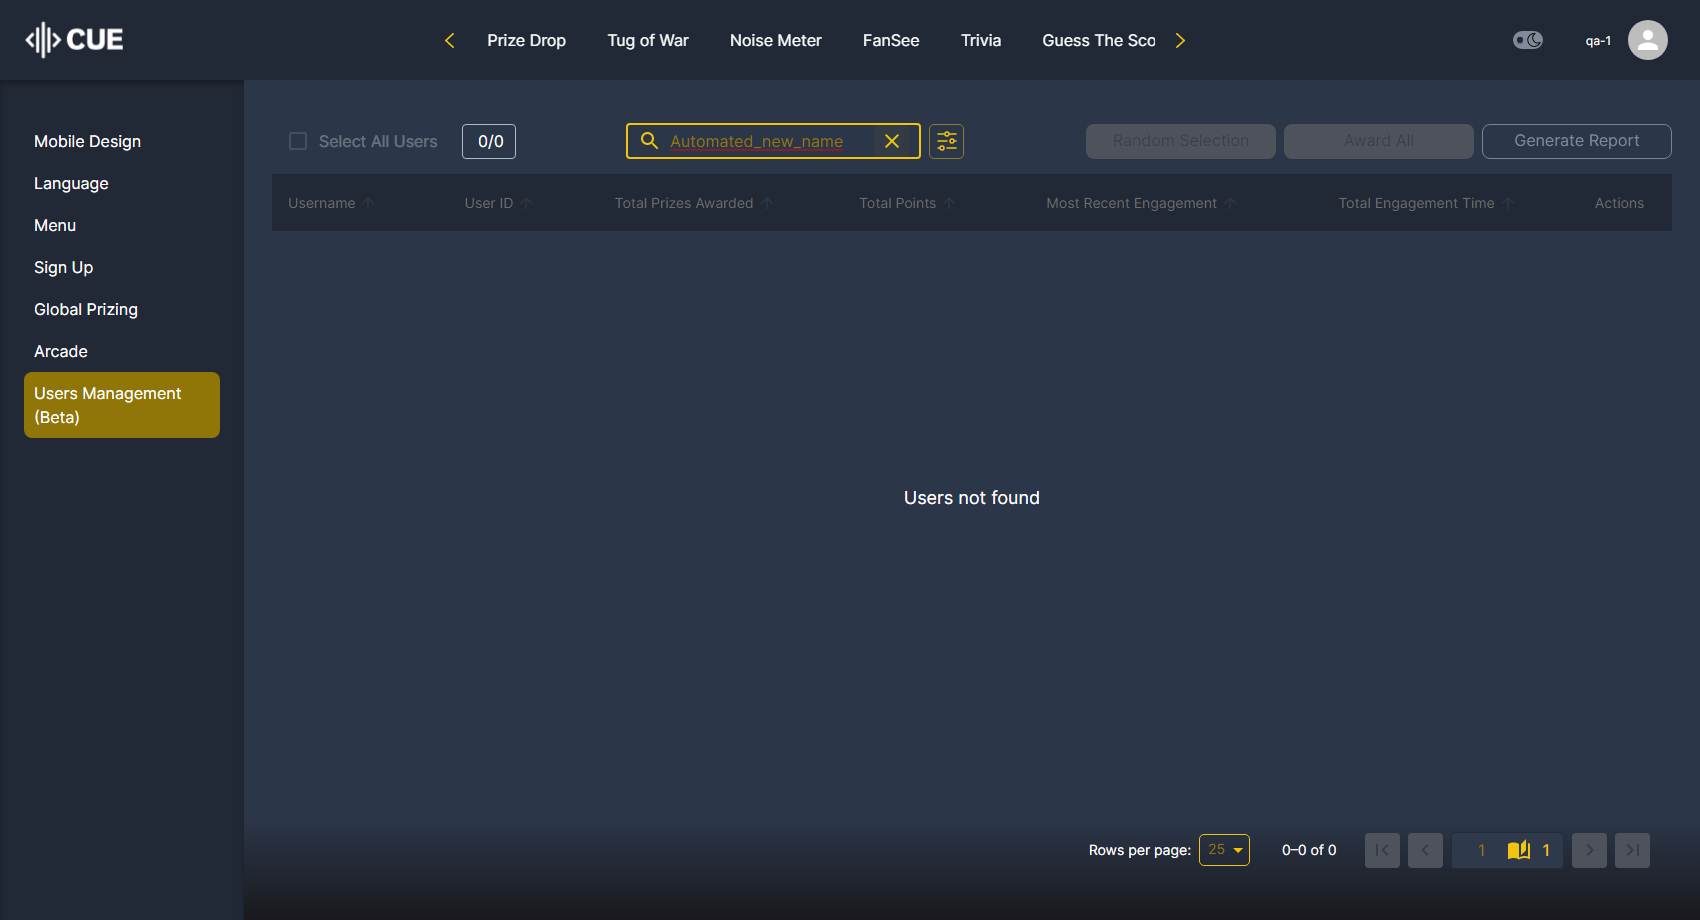 CUE
Prize Drop Tug of War Noise Meter FanSee Trivia Guess The Sco
qa-1
Mobile Design
Language
Menu
Sign Up
Global Prizing
Arcade
Users Management
(Beta)
Select All Users 0/0 Automated_new_name Random Selection Award All Generate Report
Username User ID Total Prizes Awarded Total Points Most Recent Engagement Total Engagement Time Actions
Users not found
Rows per page: 25 0–0 of 0 1 1